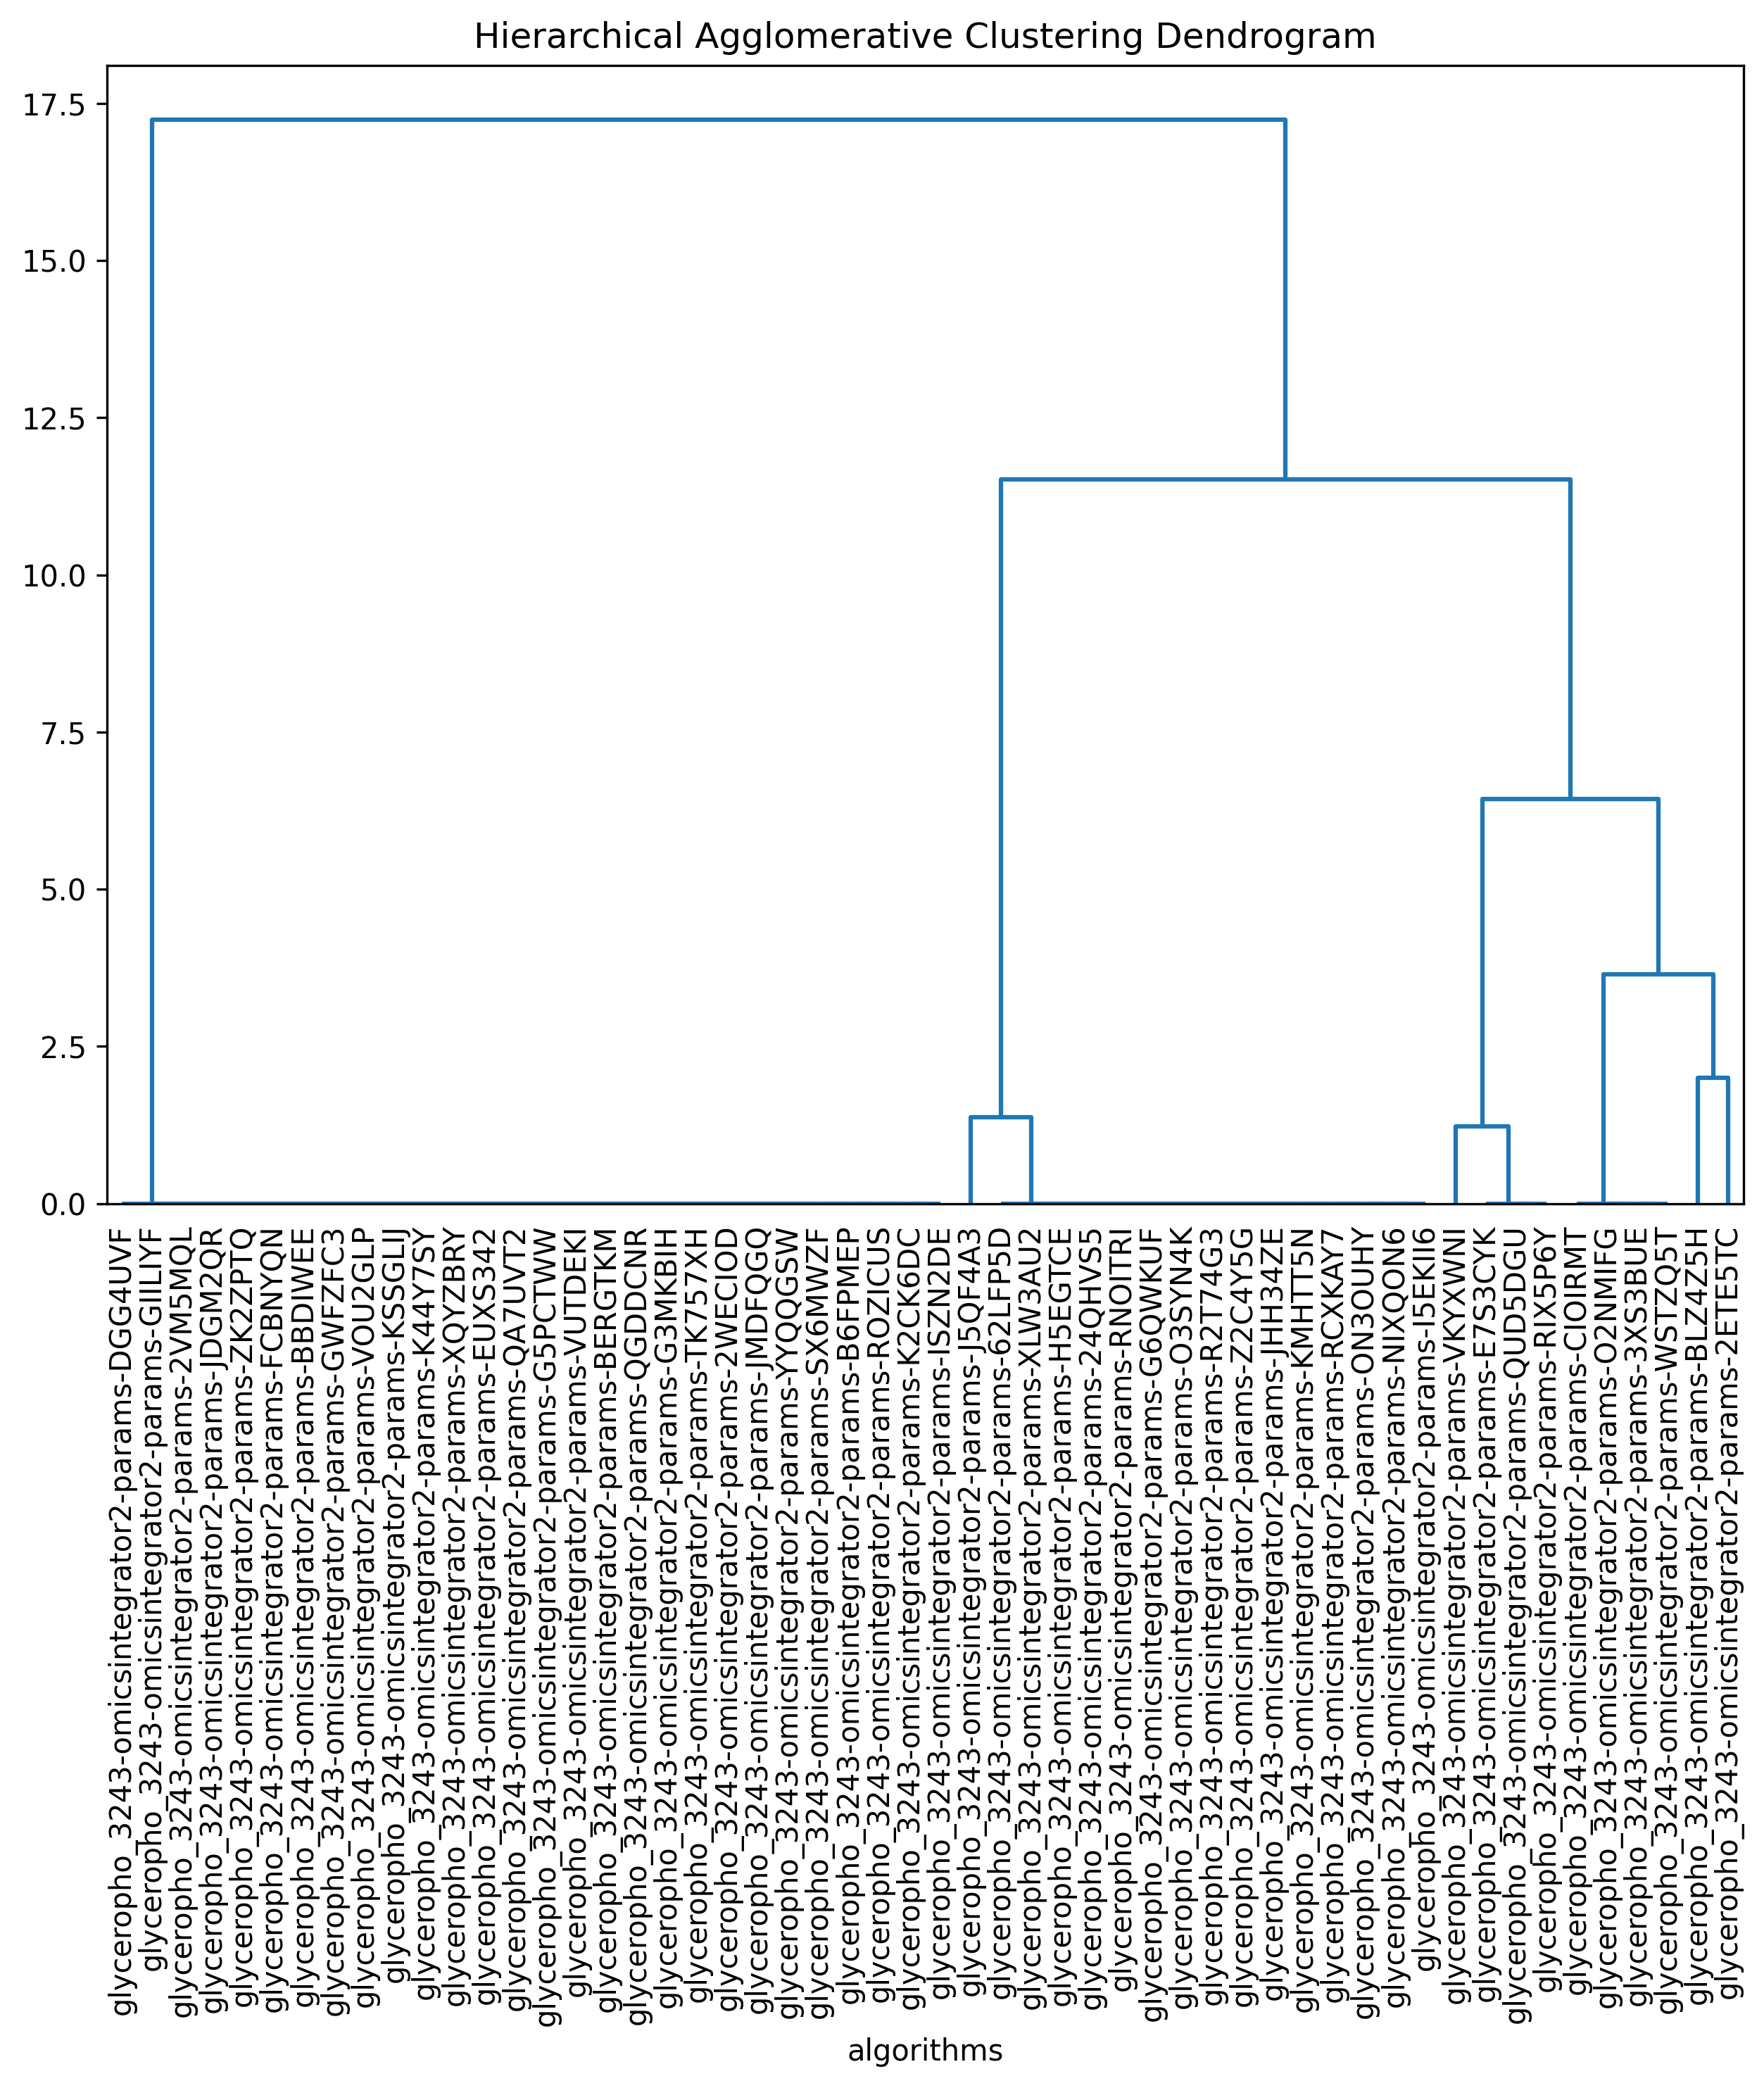 Hierarchical Agglomerative Clustering Dendrogram
17.5
15.0
12.5
10.0
7.5
5.0
2.5
0.0
glyceropho_3243-omicsintegrator2-params-DGG4UVF
glyceropho_3243-omicsintegrator2-params-GIILIYF
glyceropho_3243-omicsintegrator2-params-2VM5MQL
glyceropho_3243-omicsintegrator2-params-JDGM2QR
glyceropho_3243-omicsintegrator2-params-ZK2ZPTQ
glyceropho_3243-omicsintegrator2-params-FCBNYQN
glyceropho_3243-omicsintegrator2-params-BBDIWEE
glyceropho_3243-omicsintegrator2-params-GWFZFC3
glyceropho_3243-omicsintegrator2-params-VOU2GLP
glyceropho_3243-omicsintegrator2-params-KSSGLIJ
glyceropho_3243-omicsintegrator2-params-K44Y7SY
glyceropho_3243-omicsintegrator2-params-XQYZBRY
glyceropho_3243-omicsintegrator2-params-EUXS342
glyceropho_3243-omicsintegrator2-params-QA7UVT2
glyceropho_3243-omicsintegrator2-params-G5PCTWW
glyceropho_3243-omicsintegrator2-params-VUTDEKI
glyceropho_3243-omicsintegrator2-params-BERGTKM
glyceropho_3243-omicsintegrator2-params-QGDDCNR
glyceropho_3243-omicsintegrator2-params-G3MKBIH
glyceropho_3243-omicsintegrator2-params-TK757XH
glyceropho_3243-omicsintegrator2-params-2WECIOD
glyceropho_3243-omicsintegrator2-params-JMDFQGQ
glyceropho_3243-omicsintegrator2-params-YYQQGSW
glyceropho_3243-omicsintegrator2-params-SX6MWZF
glyceropho_3243-omicsintegrator2-params-B6FPMEP
glyceropho_3243-omicsintegrator2-params-ROZICUS
glyceropho_3243-omicsintegrator2-params-K2CK6DC
glyceropho_3243-omicsintegrator2-params-ISZN2DE
glyceropho_3243-omicsintegrator2-params-J5QF4A3
glyceropho_3243-omicsintegrator2-params-62LFP5D
glyceropho_3243-omicsintegrator2-params-XLW3AU2
glyceropho_3243-omicsintegrator2-params-H5EGTCE
glyceropho_3243-omicsintegrator2-params-24QHVS5
glyceropho_3243-omicsintegrator2-params-RNOITRI
glyceropho_3243-omicsintegrator2-params-G6QWKUF
glyceropho_3243-omicsintegrator2-params-O3SYN4K
glyceropho_3243-omicsintegrator2-params-R2T74G3
glyceropho_3243-omicsintegrator2-params-Z2C4Y5G
glyceropho_3243-omicsintegrator2-params-JHH34ZE
glyceropho_3243-omicsintegrator2-params-KMHTT5N
glyceropho_3243-omicsintegrator2-params-RCXKAY7
glyceropho_3243-omicsintegrator2-params-ON3OUHY
glyceropho_3243-omicsintegrator2-params-NIXQON6
glyceropho_3243-omicsintegrator2-params-I5EKII6
glyceropho_3243-omicsintegrator2-params-VKYXWNI
glyceropho_3243-omicsintegrator2-params-E7S3CYK
glyceropho_3243-omicsintegrator2-params-QUD5DGU
glyceropho_3243-omicsintegrator2-params-RIX5P6Y
glyceropho_3243-omicsintegrator2-params-CIOIRMT
glyceropho_3243-omicsintegrator2-params-O2NMIFG
glyceropho_3243-omicsintegrator2-params-3XS3BUE
glyceropho_3243-omicsintegrator2-params-WSTZQ5T
glyceropho_3243-omicsintegrator2-params-BLZ4Z5H
glyceropho_3243-omicsintegrator2-params-2ETE5TC
algorithms